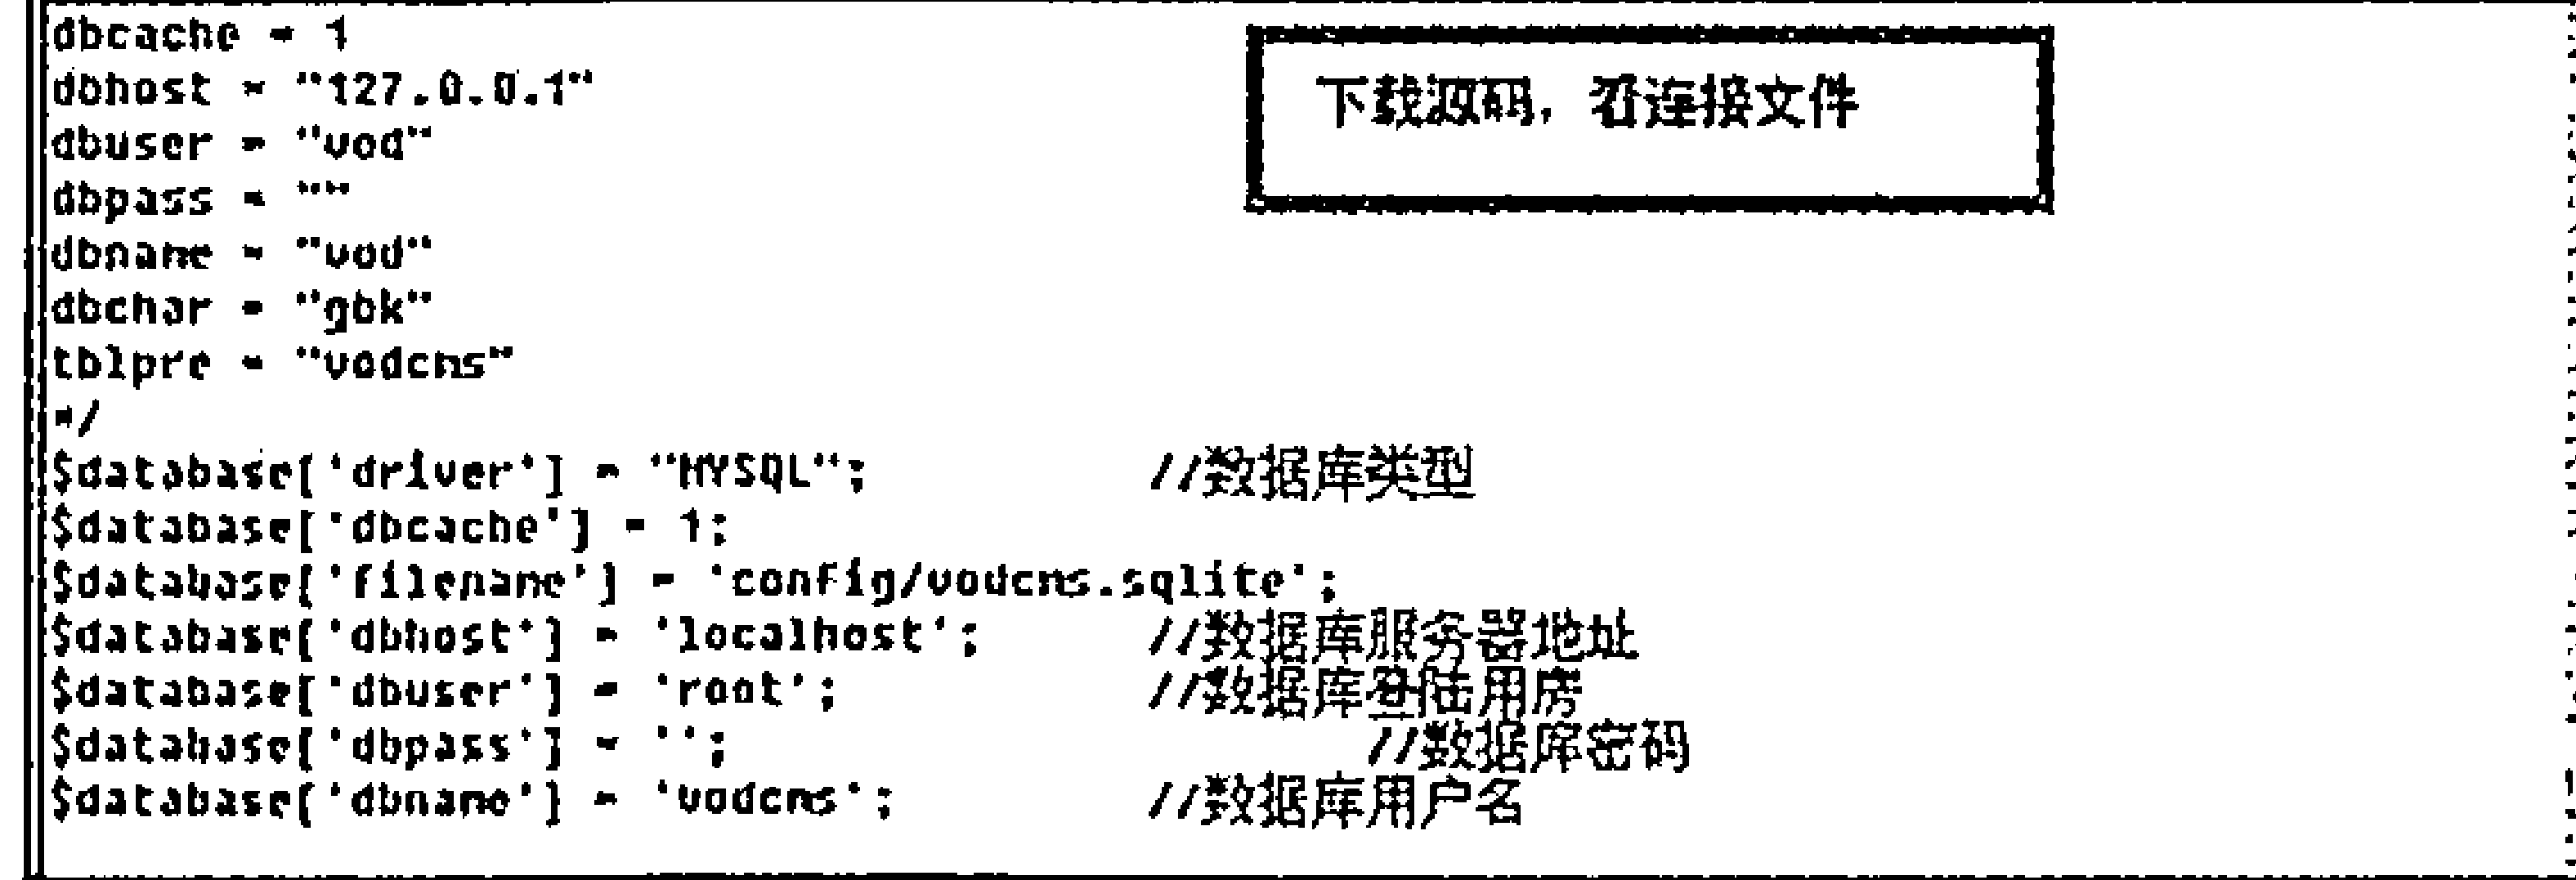 dbcache = 1
dbhost = "127.0.0.1"
dbuser = "vod"
dbpass = ""
dbname = "vod"
dbchar = "gbk"
tblpre = "vodcms"
*/
$database['driver'] = "MYSQL"; //数据库类型
$database['dbcache'] = 1;
$database['filename'] = 'config/vodcms.sqlite';
$database['dbhost'] = 'localhost'; //数据库服务器地址
$database['dbuser'] = 'root'; //数据库登陆用房
$database['dbpass'] = ''; //数据库密码
$database['dbname'] = 'vodcms'; //数据库用户名
下载源码，看连接文件